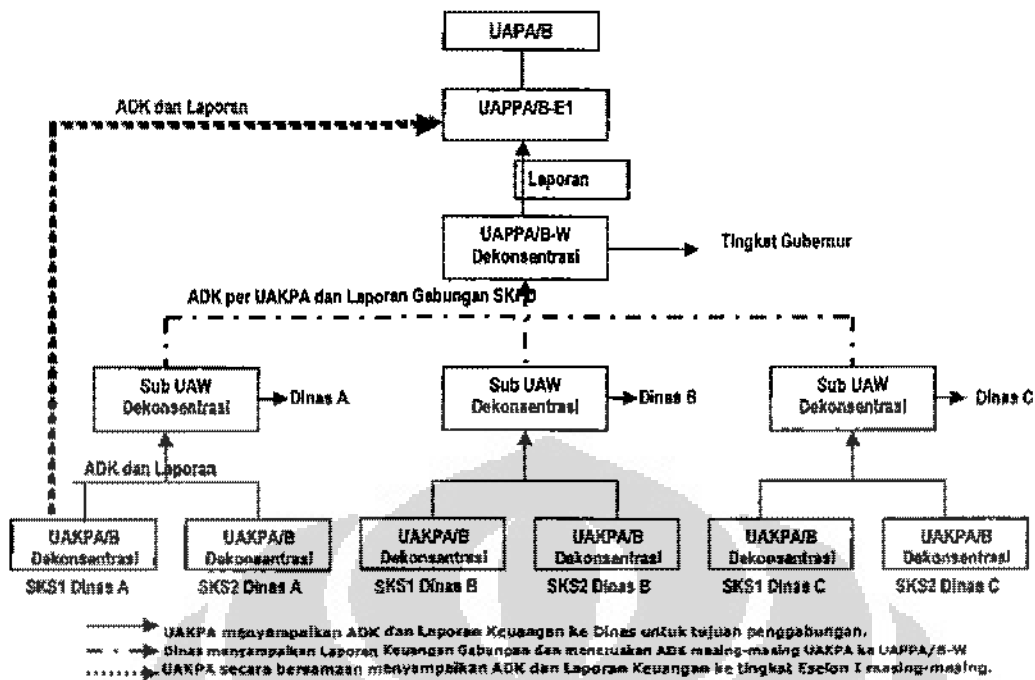 UAPA/B
ADK dan Laporan
UAPPA/B-E1
Laporan
UAPPA/B-W
Dekonsentrasi
Tingkat Gubernur
ADK per UAKPA dan Laporan Gabungan SKPD
Sub UAW
Dekonsentrasi
Dinas A
Sub UAW
Dekonsentrasi
Dinas B
Sub UAW
Dekonsentrasi
Dinas C
ADK dan Laporan
UAKPA/B
Dekonsentrasi
UAKPA/B
Dekonsentrasi
UAKPA/B
Dekonsentrasi
UAKPA/B
Dekonsentrasi
UAKPA/B
Dekonsentrasi
UAKPA/B
Dekonsentrasi
SKS1 Dinas A
SKS2 Dinas A
SKS1 Dinas B
SKS2 Dinas B
SKS1 Dinas C
SKS2 Dinas C
UAKPA menyampaikan ADK dan Laporan Keuangan ke Dinas untuk tujuan penggabungan.
Dinas menyampaikan Laporan Keuangan Gabungan dan meneruskan ADK masing-masing UAKPA ke UAPPA/B-W
UAKPA secara bersamaan menyampaikan ADK dan Laporan Keuangan ke tingkat Eselon I masing-masing.